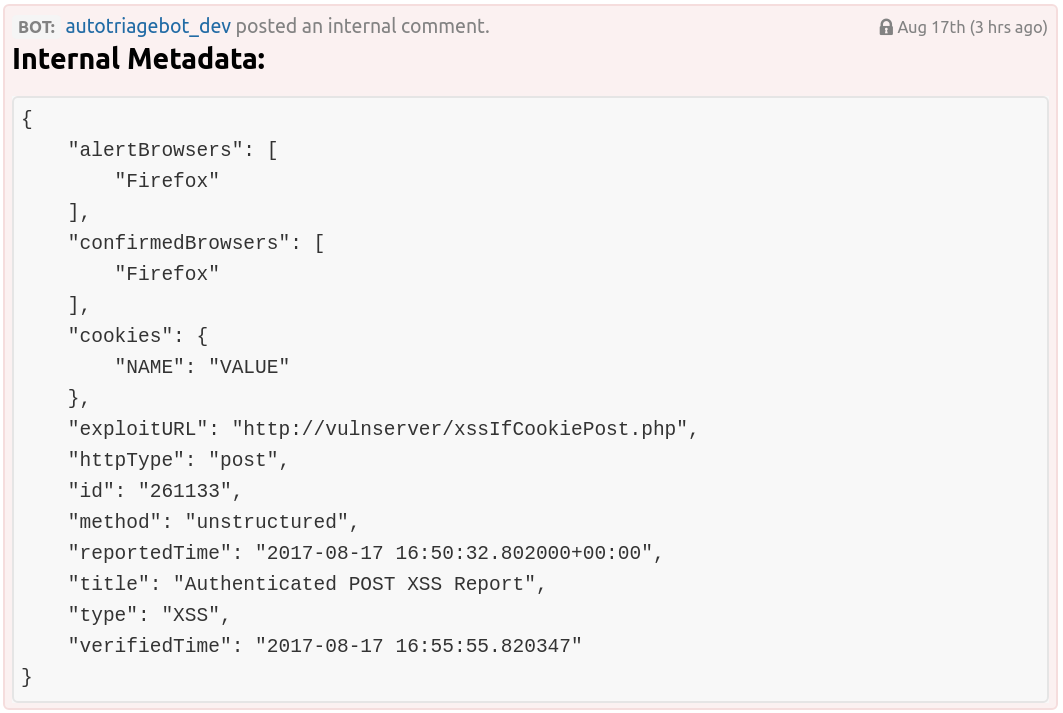 BOT: autotriagebot_dev posted an internal comment. Aug 17th (3 hrs ago)
Internal Metadata:
{
    "alertBrowsers": [
        "Firefox"
    ],
    "confirmedBrowsers": [
        "Firefox"
    ],
    "cookies": {
        "NAME": "VALUE"
    },
    "exploitURL": "http://vulnserver/xssIfCookiePost.php",
    "httpType": "post",
    "id": "261133",
    "method": "unstructured",
    "reportedTime": "2017-08-17 16:50:32.802000+00:00",
    "title": "Authenticated POST XSS Report",
    "type": "XSS",
    "verifiedTime": "2017-08-17 16:55:55.820347"
}